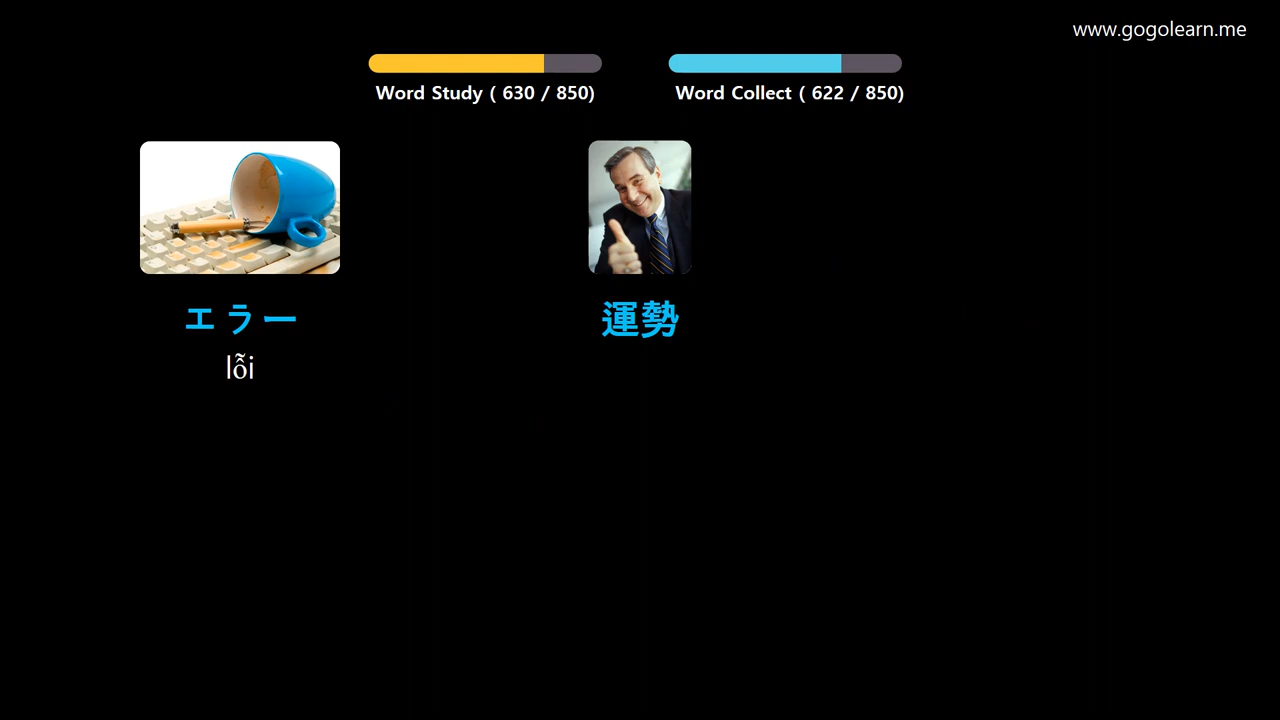 www.gogolearn.me
Word Study ( 630 / 850)
Word Collect ( 622 / 850)
エラー
lỗi
運勢